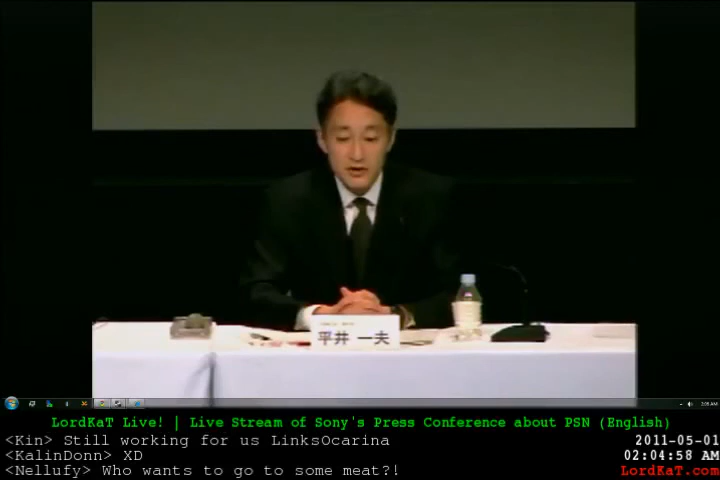 平井 一夫
LordKaT Live! | Live Stream of Sony's Press Conference about PSN (English)
<Kin> Still working for us LinksOcarina
2011-05-01
<KalinDonn> XD
02:04:58 AM
<Nellufy> Who wants to go to some meat?!
LordKaT.com